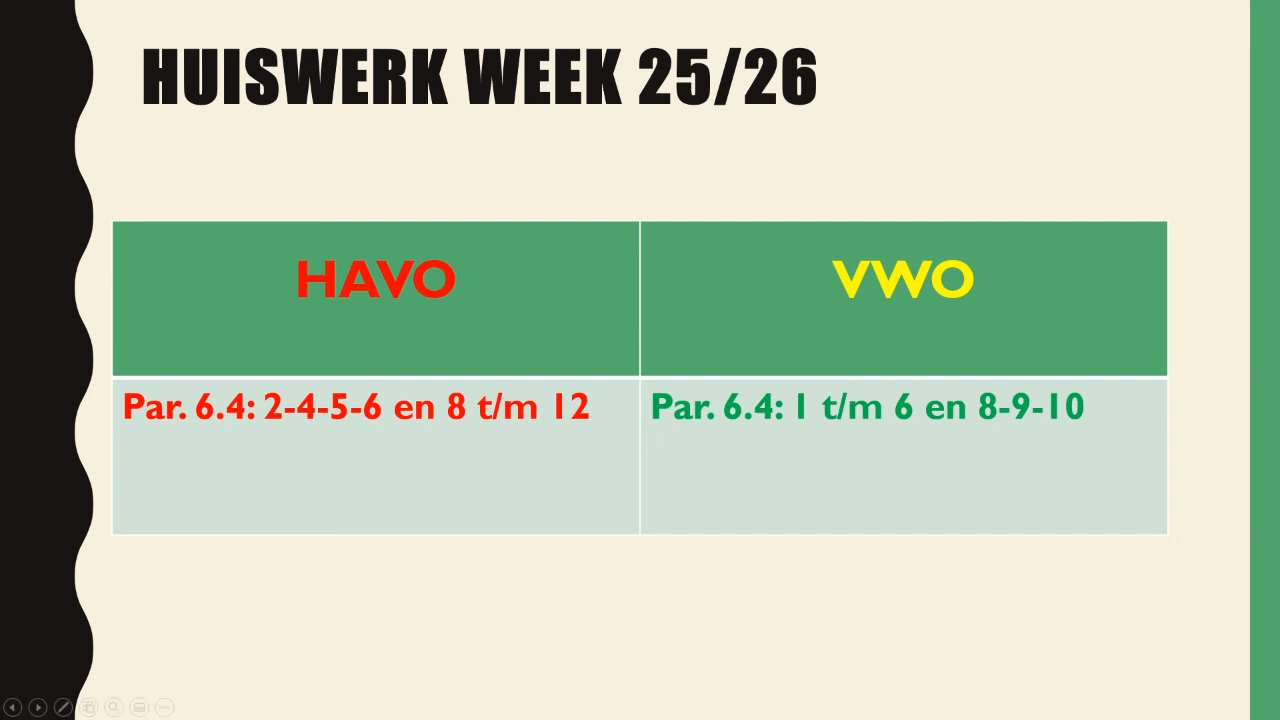 HUISWERK WEEK 25/26
HAVO
VWO
Par. 6.4: 2-4-5-6 en 8 t/m 12
Par. 6.4: 1 t/m 6 en 8-9-10